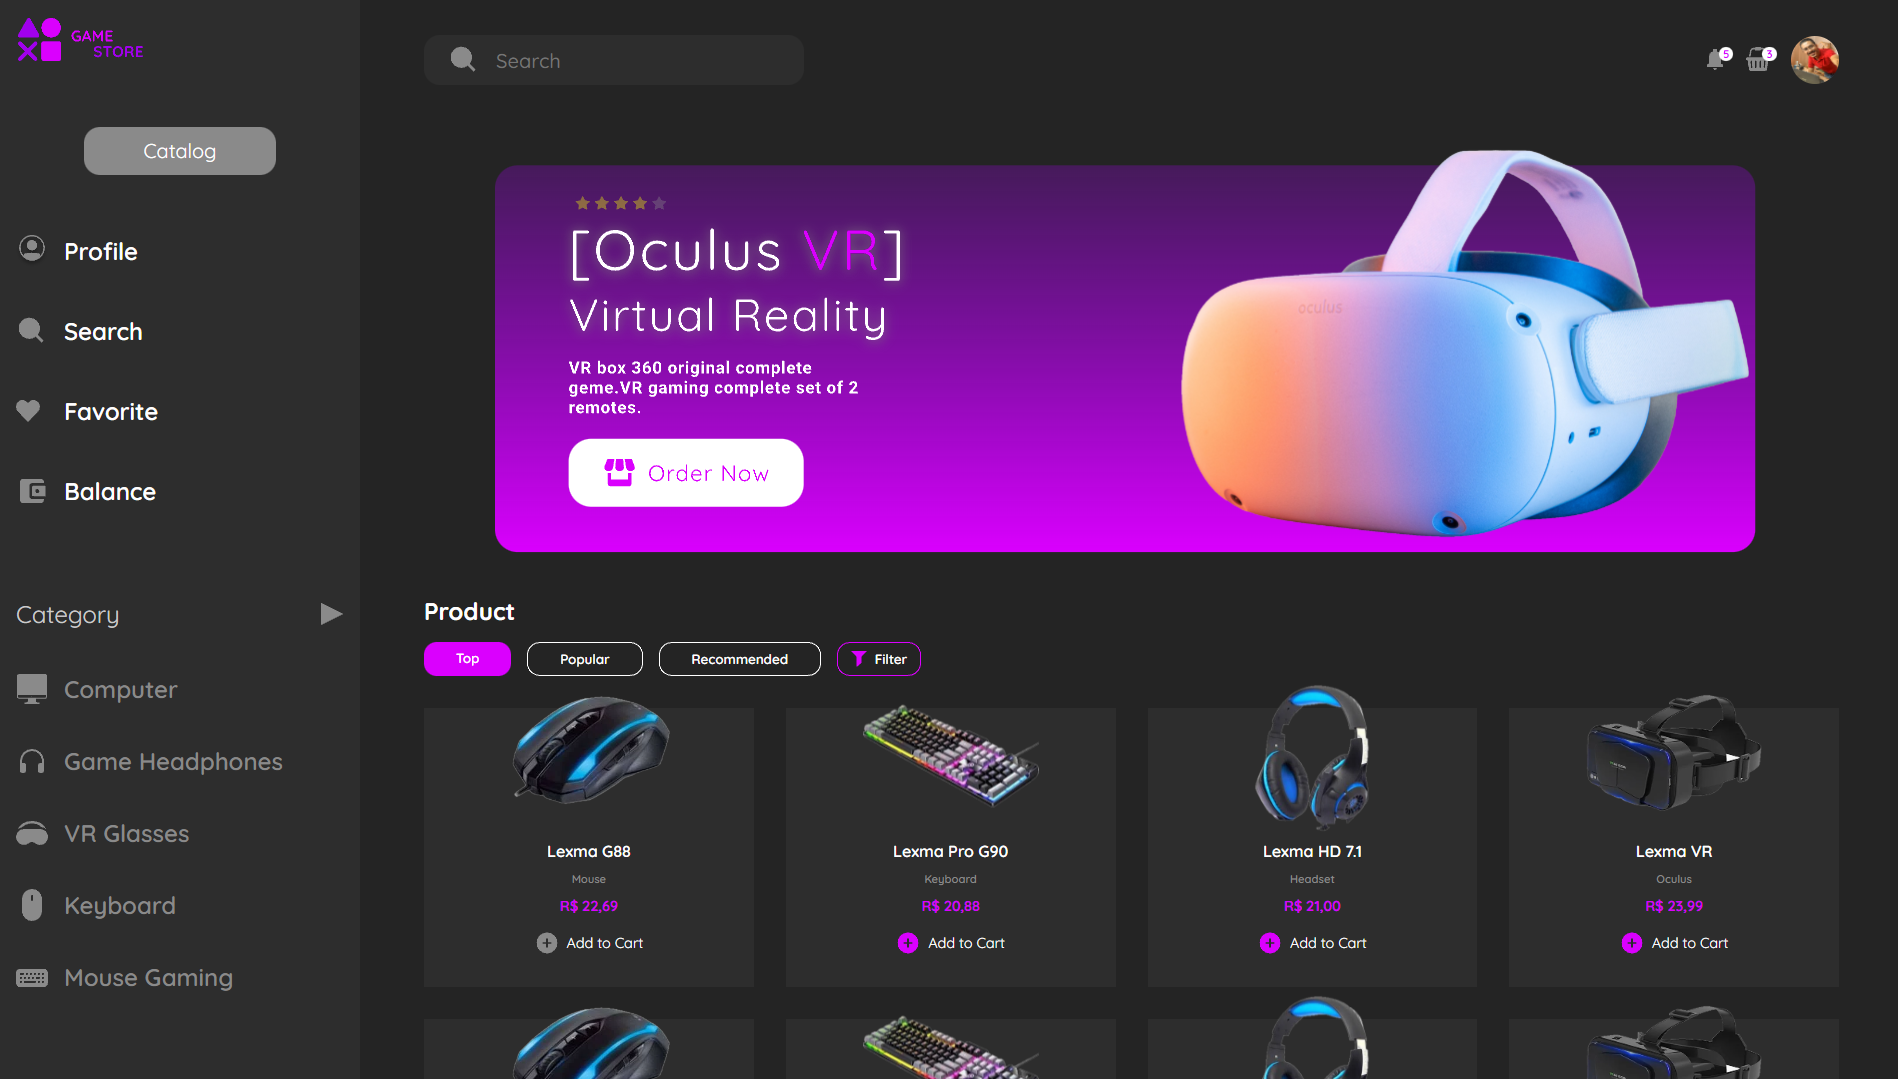 GAME
STORE
Search
5
3
Catalog
Profile
Search
Favorite
Balance
Category
Computer
Game Headphones
VR Glasses
Keyboard
Mouse Gaming
[Oculus VR]
Virtual Reality
VR box 360 original complete
geme.VR gaming complete set of 2
remotes.
Order Now
oculus
Product
Top
Popular
Recommended
Filter
Lexma G88
Mouse
R$ 22,69
Add to Cart
Lexma Pro G90
Keyboard
R$ 20,88
Add to Cart
Lexma HD 7.1
Headset
R$ 21,00
Add to Cart
Lexma VR
Oculus
R$ 23,99
Add to Cart